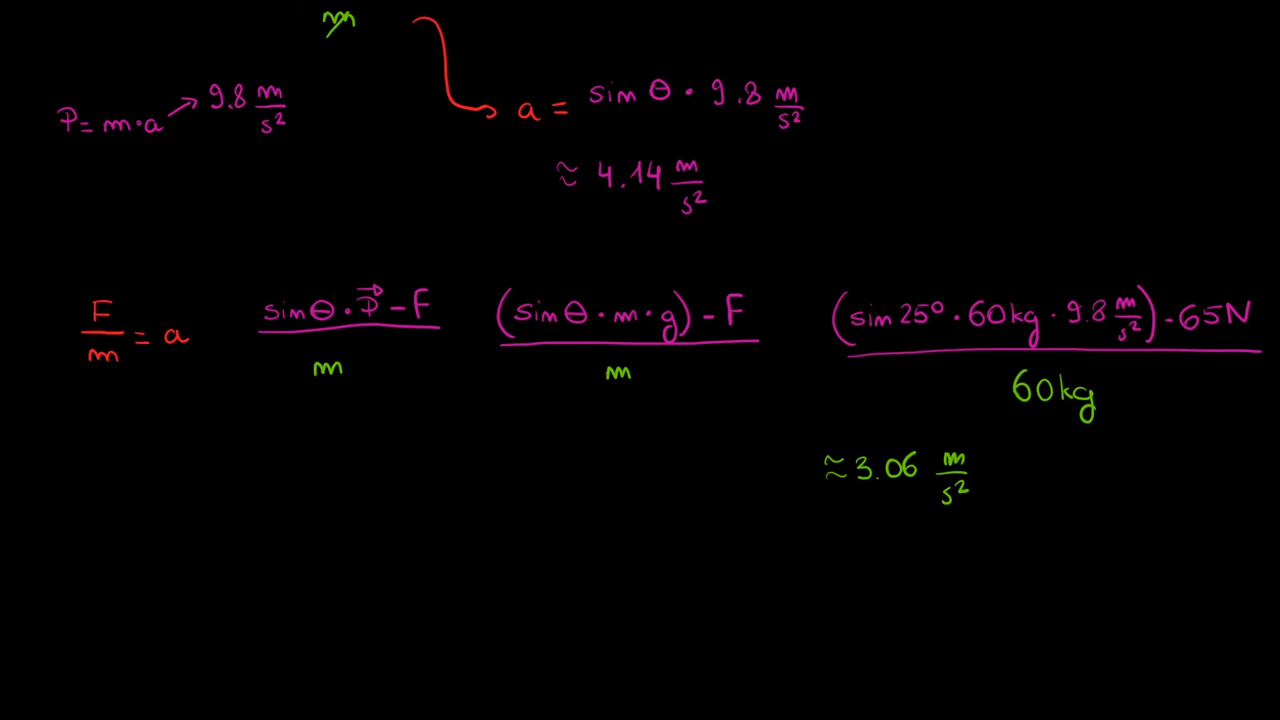 m
P = m·a → 9.8 m/s²
a = sin θ · 9.8 m/s²
≈ 4.14 m/s²
F/m = a
(sin θ · P⃗ - F)/m
((sin θ · m · g) - F)/m
((sin 25° · 60kg · 9.8 m/s²) - 65N)/60kg
≈ 3.06 m/s²